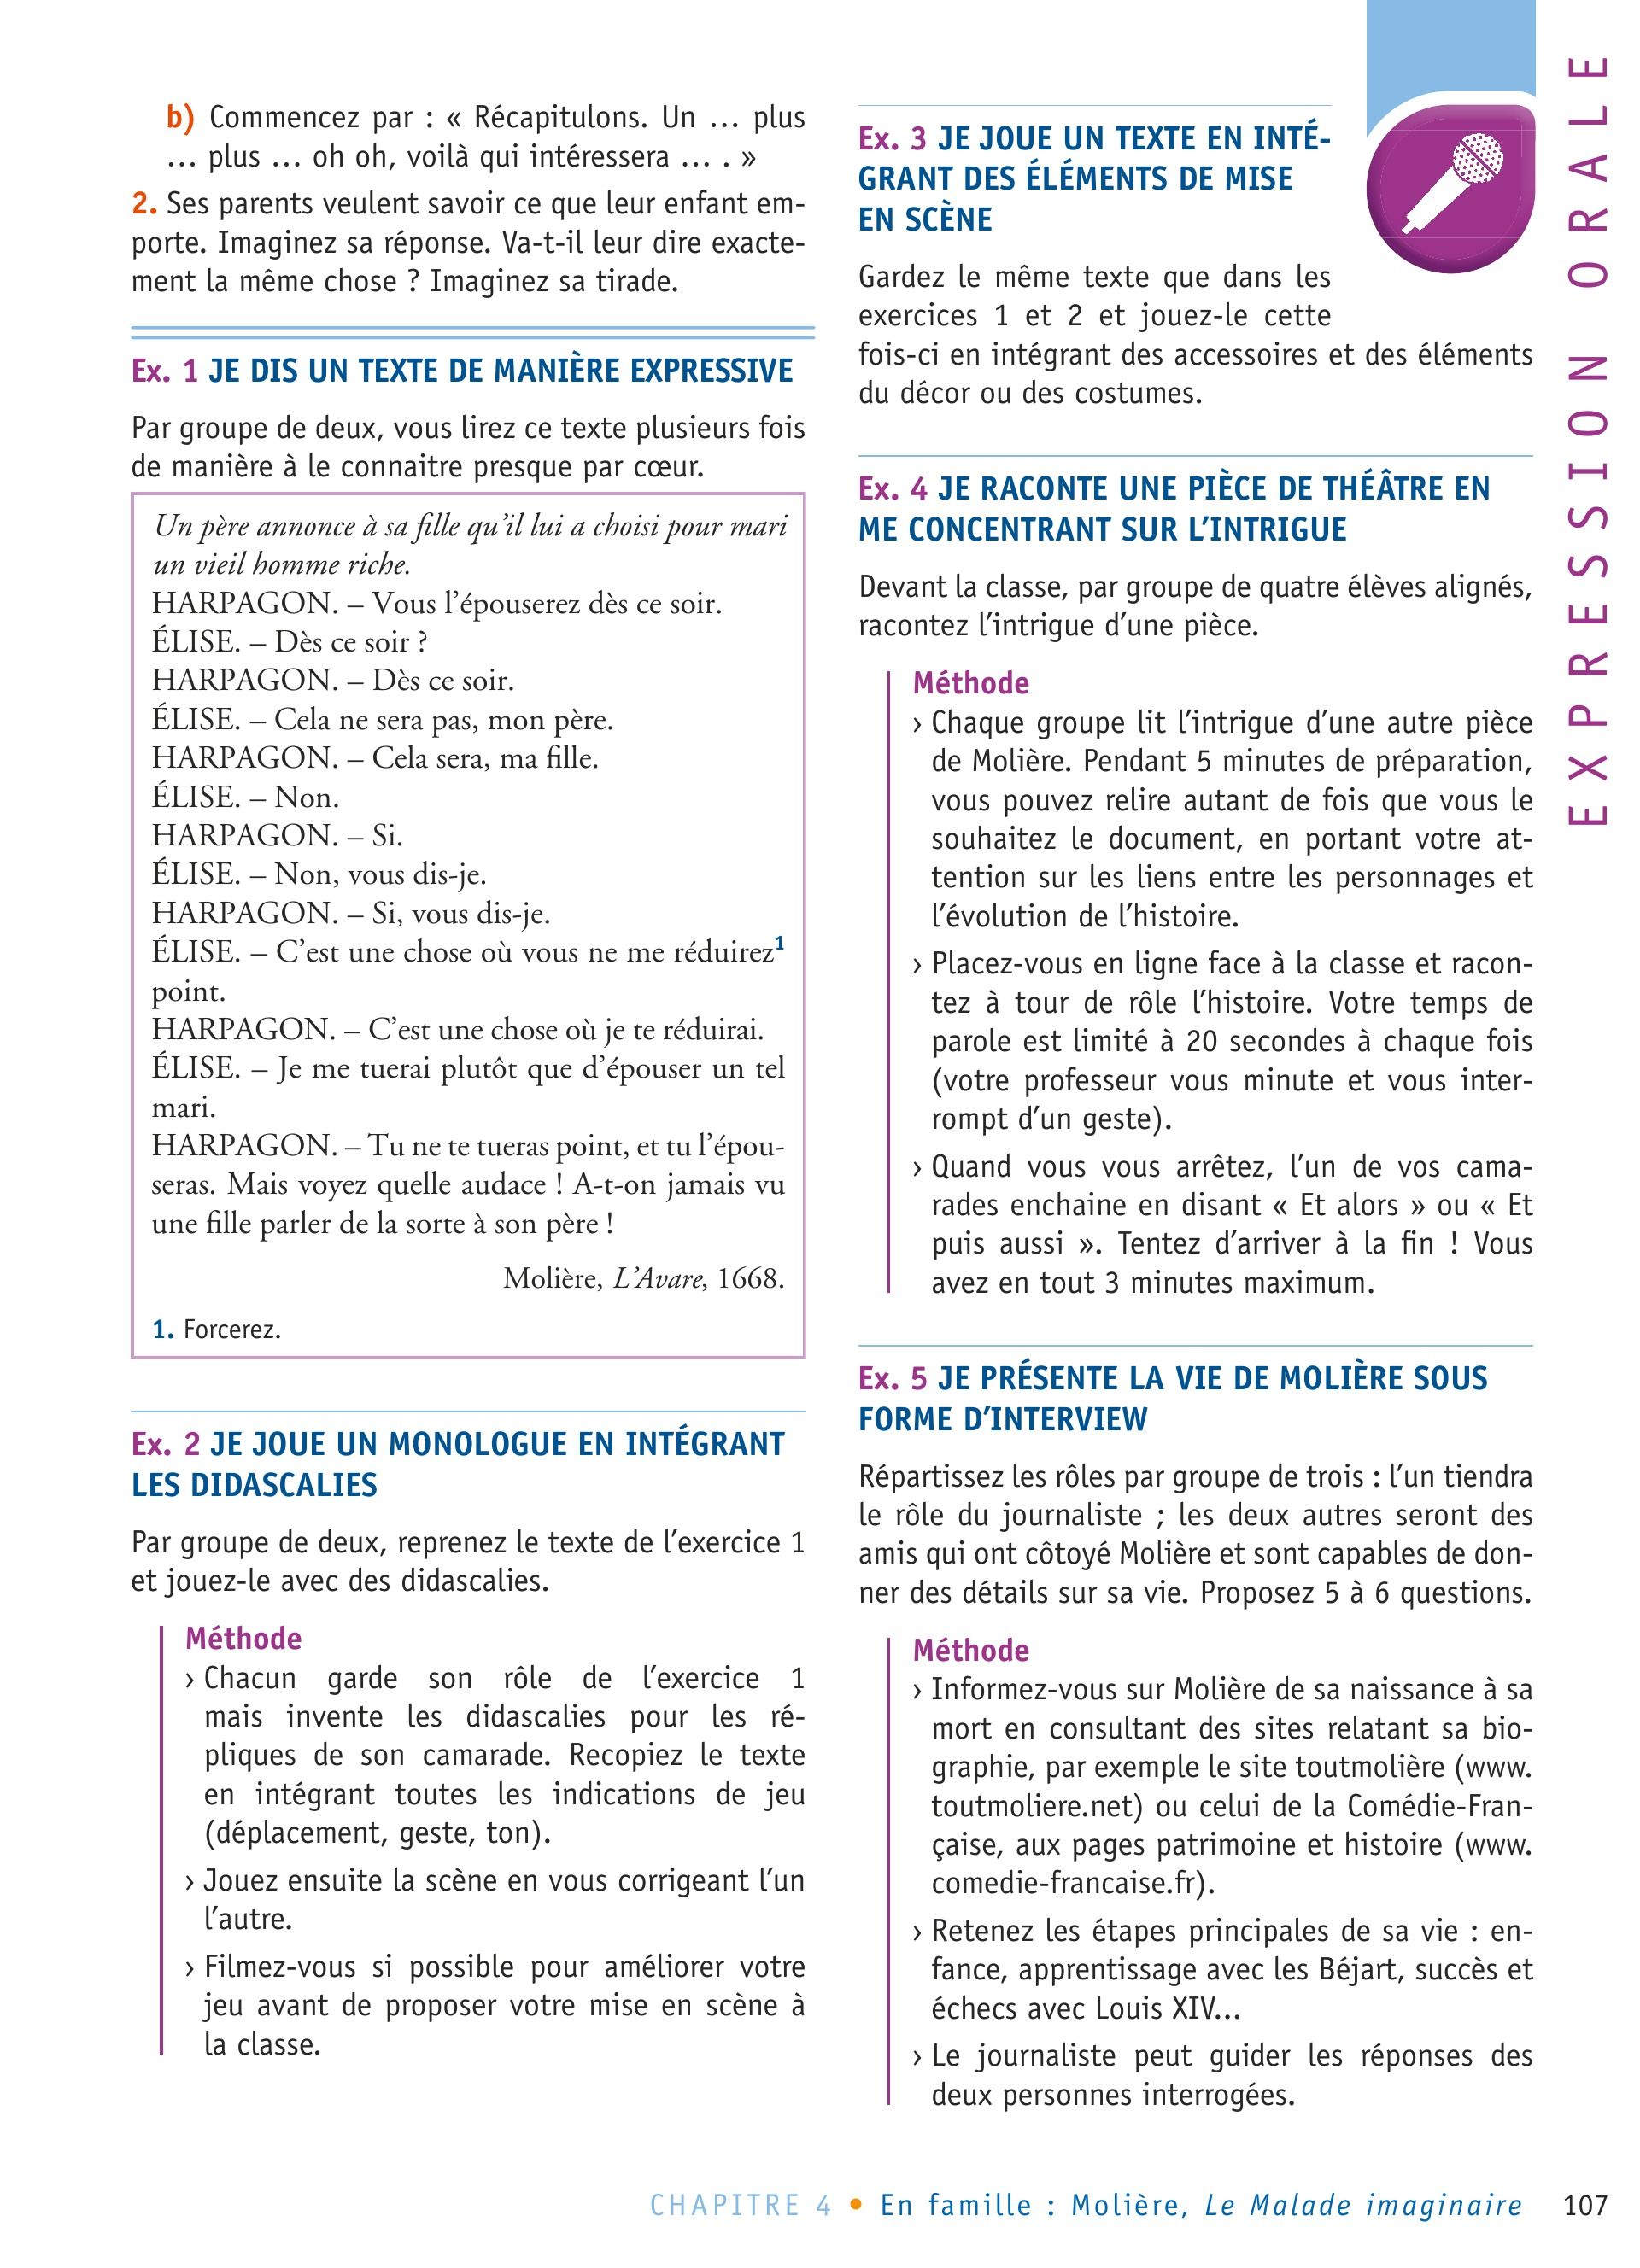 b) Commencez par : « Récapitulons. Un … plus
… plus … oh oh, voilà qui intéressera … . »
2. Ses parents veulent savoir ce que leur enfant em-
porte. Imaginez sa réponse. Va-t-il leur dire exacte-
ment la même chose ? Imaginez sa tirade.
Ex. 1 JE DIS UN TEXTE DE MANIÈRE EXPRESSIVE
Par groupe de deux, vous lirez ce texte plusieurs fois
de manière à le connaitre presque par cœur.
Un père annonce à sa fille qu’il lui a choisi pour mari
un vieil homme riche.
HARPAGON. – Vous l’épouserez dès ce soir.
ÉLISE. – Dès ce soir ?
HARPAGON. – Dès ce soir.
ÉLISE. – Cela ne sera pas, mon père.
HARPAGON. – Cela sera, ma fille.
ÉLISE. – Non.
HARPAGON. – Si.
ÉLISE. – Non, vous dis-je.
HARPAGON. – Si, vous dis-je.
ÉLISE. – C’est une chose où vous ne me réduirez1
point.
HARPAGON. – C’est une chose où je te réduirai.
ÉLISE. – Je me tuerai plutôt que d’épouser un tel
mari.
HARPAGON. – Tu ne te tueras point, et tu l’épou-
seras. Mais voyez quelle audace ! A-t-on jamais vu
une fille parler de la sorte à son père !
Molière, L’Avare, 1668.
1. Forcerez.
Ex. 2 JE JOUE UN MONOLOGUE EN INTÉGRANT
LES DIDASCALIES
Par groupe de deux, reprenez le texte de l’exercice 1
et jouez-le avec des didascalies.
Méthode
› Chacun garde son rôle de l’exercice 1
mais invente les didascalies pour les ré-
pliques de son camarade. Recopiez le texte
en intégrant toutes les indications de jeu
(déplacement, geste, ton).
› Jouez ensuite la scène en vous corrigeant l’un
l’autre.
› Filmez-vous si possible pour améliorer votre
jeu avant de proposer votre mise en scène à
la classe.
Ex. 3 JE JOUE UN TEXTE EN INTÉ-
GRANT DES ÉLÉMENTS DE MISE
EN SCÈNE
Gardez le même texte que dans les
exercices 1 et 2 et jouez-le cette
fois-ci en intégrant des accessoires et des éléments
du décor ou des costumes.
Ex. 4 JE RACONTE UNE PIÈCE DE THÉÂTRE EN
ME CONCENTRANT SUR L’INTRIGUE
Devant la classe, par groupe de quatre élèves alignés,
racontez l’intrigue d’une pièce.
Méthode
› Chaque groupe lit l’intrigue d’une autre pièce
de Molière. Pendant 5 minutes de préparation,
vous pouvez relire autant de fois que vous le
souhaitez le document, en portant votre at-
tention sur les liens entre les personnages et
l’évolution de l’histoire.
› Placez-vous en ligne face à la classe et racon-
tez à tour de rôle l’histoire. Votre temps de
parole est limité à 20 secondes à chaque fois
(votre professeur vous minute et vous inter-
rompt d’un geste).
› Quand vous vous arrêtez, l’un de vos cama-
rades enchaine en disant « Et alors » ou « Et
puis aussi ». Tentez d’arriver à la fin ! Vous
avez en tout 3 minutes maximum.
Ex. 5 JE PRÉSENTE LA VIE DE MOLIÈRE SOUS
FORME D’INTERVIEW
Répartissez les rôles par groupe de trois : l’un tiendra
le rôle du journaliste ; les deux autres seront des
amis qui ont côtoyé Molière et sont capables de don-
ner des détails sur sa vie. Proposez 5 à 6 questions.
Méthode
› Informez-vous sur Molière de sa naissance à sa
mort en consultant des sites relatant sa bio-
graphie, par exemple le site toutmolière (www.
toutmoliere.net) ou celui de la Comédie-Fran-
çaise, aux pages patrimoine et histoire (www.
comedie-francaise.fr).
› Retenez les étapes principales de sa vie : en-
fance, apprentissage avec les Béjart, succès et
échecs avec Louis XIV...
› Le journaliste peut guider les réponses des
deux personnes interrogées.
EXPRESSION ORALE
CHAPITRE 4 • En famille : Molière, Le Malade imaginaire 107